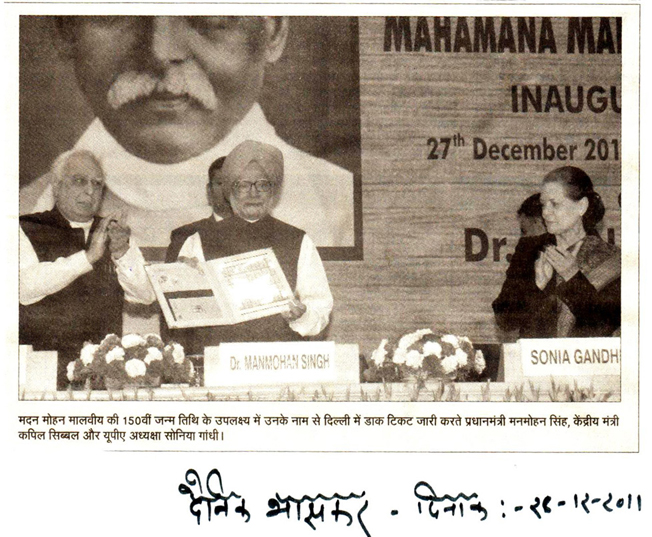 MAHAMANA MAL
INAUGU
27th December 201
Dr.
Dr. MANMOHAN SINGH
SONIA GANDHI
मदन मोहन मालवीय की 150वीं जन्म तिथि के उपलक्ष्य में उनके नाम से दिल्ली में डाक टिकट जारी करते प्रधानमंत्री मनमोहन सिंह, केंद्रीय मंत्री
कपिल सिब्बल और यूपीए अध्यक्षा सोनिया गांधी।
दैनिक भास्कर - दिनांक :- २८-१२-२०११